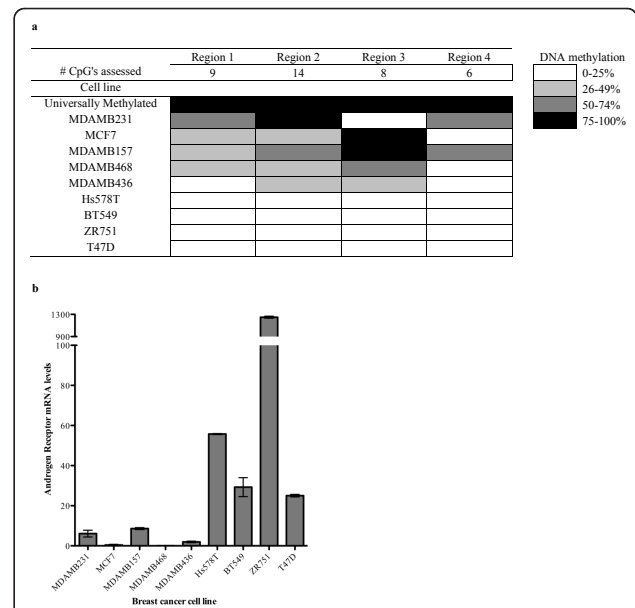 a
Region 1 Region 2 Region 3 Region 4
# CpG's assessed 9 14 8 6
Cell line
Universally Methylated
MDAMB231
MCF7
MDAMB157
MDAMB468
MDAMB436
Hs578T
BT549
ZR751
T47D
DNA methylation
0-25%
26-49%
50-74%
75-100%
b
Androgen Receptor mRNA levels
1300
900
100
80
60
40
20
0
MDAMB231 MCF7 MDAMB157 MDAMB468 MDAMB436 Hs578T BT549 ZR751 T47D
Breast cancer cell line